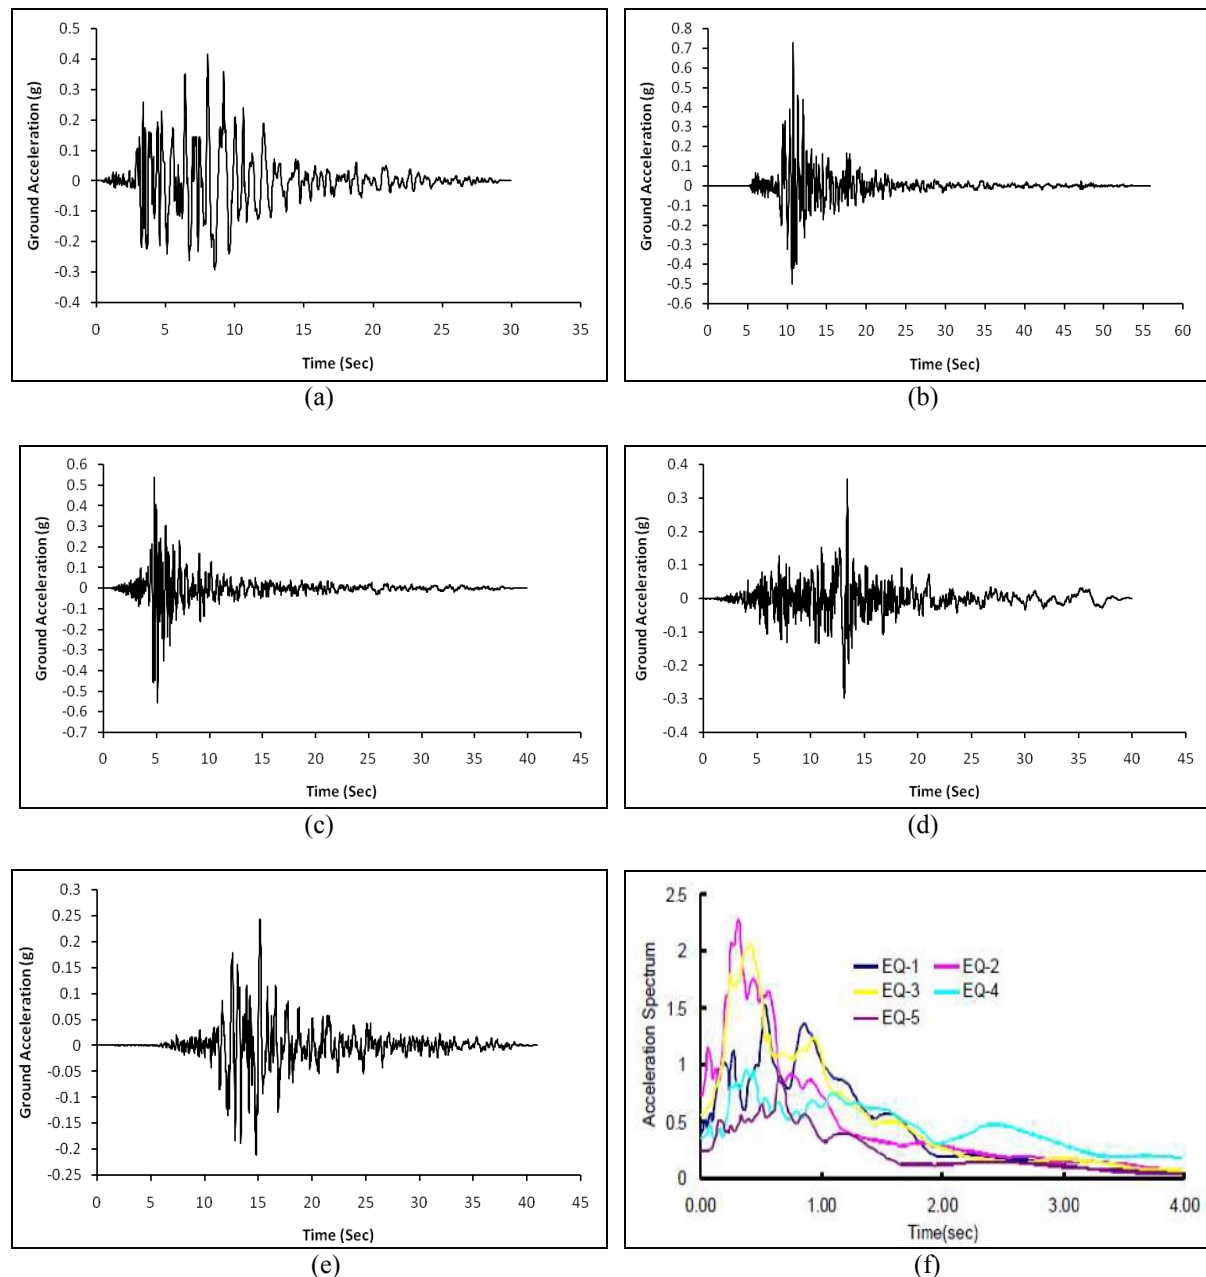 0.5
0.4
0.3
0.2
0.1
0
-0.1
-0.2
-0.3
-0.4
Ground Acceleration (g)
0 5 10 15 20 25 30 35
Time (Sec)
(a)
0.8
0.7
0.6
0.5
0.4
0.3
0.2
0.1
0
-0.1
-0.2
-0.3
-0.4
-0.5
-0.6
Ground Acceleration (g)
0 5 10 15 20 25 30 35 40 45 50 55 60
Time (Sec)
(b)
0.6
0.5
0.4
0.3
0.2
0.1
0
-0.1
-0.2
-0.3
-0.4
-0.5
-0.6
-0.7
Ground Acceleration (g)
0 5 10 15 20 25 30 35 40 45
Time (Sec)
(c)
0.4
0.3
0.2
0.1
0
-0.1
-0.2
-0.3
-0.4
Ground Acceleration (g)
0 5 10 15 20 25 30 35 40 45
Time (Sec)
(d)
0.3
0.25
0.2
0.15
0.1
0.05
0
-0.05
-0.1
-0.15
-0.2
-0.25
Ground Acceleration (g)
0 5 10 15 20 25 30 35 40 45
Time (Sec)
(e)
2.5
2
1.5
1
0.5
0
Acceleration Spectrum
EQ-1 EQ-2
EQ-3 EQ-4
EQ-5
0.00 1.00 2.00 3.00 4.00
Time(sec)
(f)